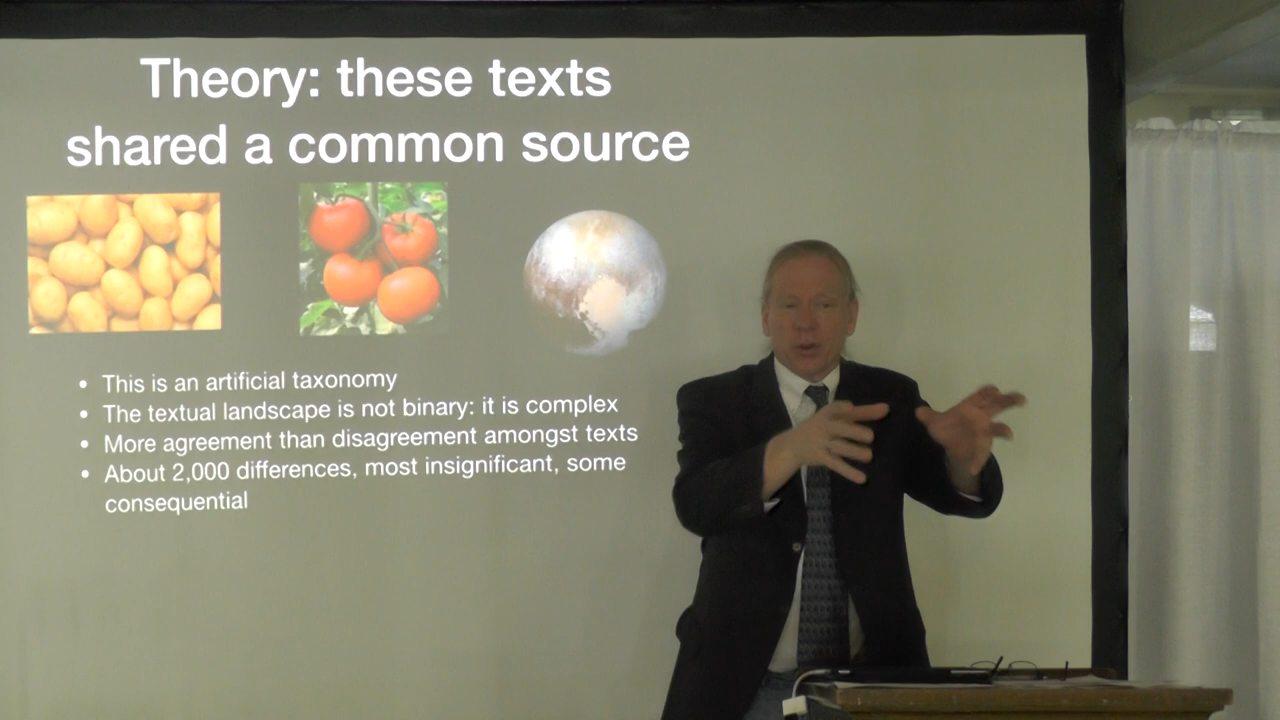 Theory: these texts
shared a common source
• This is an artificial taxonomy
• The textual landscape is not binary: it is complex
• More agreement than disagreement amongst texts
• About 2,000 differences, most insignificant, some
consequential